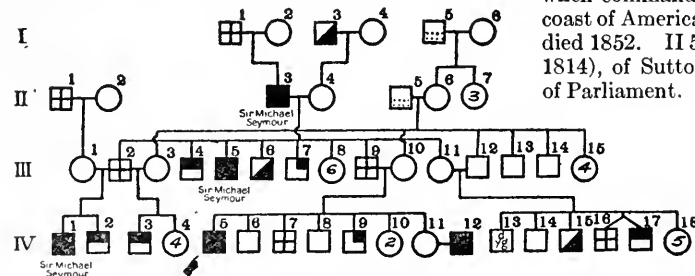 when command
coast of America
died 1852. II 5
1814), of Sutto
of Parliament.
I
1 2 3 4 5 6
II
1 2 3 4 5 6 7
3
Sir Michael
Seymour
III
1 2 3 4 5 6 7 8 9 10 11 12 13 14 15
6 4
Sir Michael
Seymour
IV
1 2 3 4 5 6 7 8 9 10 11 12 13 14 15 16 17 18
4 2 5
Sir Michael
Seymour